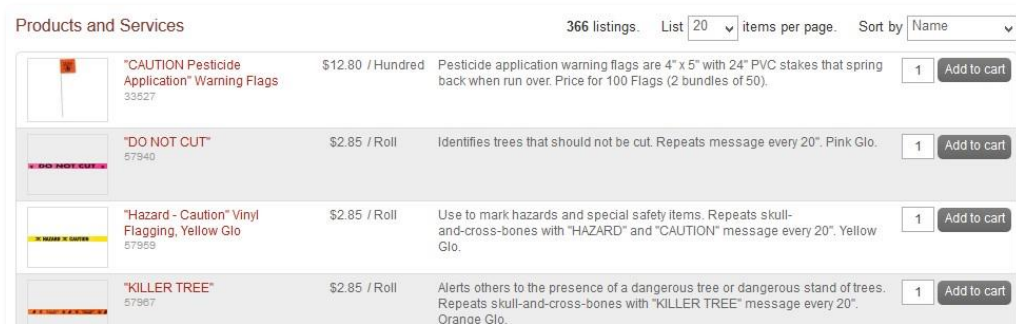 Products and Services
366 listings. List 20 items per page. Sort by Name
"CAUTION Pesticide Application" Warning Flags
33527
$12.80 / Hundred
Pesticide application warning flags are 4" x 5" with 24" PVC stakes that spring
back when run over. Price for 100 Flags (2 bundles of 50).
1 Add to cart
DO NOT CUT
"DO NOT CUT"
57940
$2.85 / Roll
Identifies trees that should not be cut. Repeats message every 20". Pink Glo.
1 Add to cart
HAZARD CAUTION
"Hazard - Caution" Vinyl
Flagging, Yellow Glo
57959
$2.85 / Roll
Use to mark hazards and special safety items. Repeats skull-
and-cross-bones with "HAZARD" and "CAUTION" message every 20". Yellow
Glo.
1 Add to cart
"KILLER TREE"
57967
$2.85 / Roll
Alerts others to the presence of a dangerous tree or dangerous stand of trees.
Repeats skull-and-cross-bones with "KILLER TREE" message every 20".
Orange Glo.
1 Add to cart